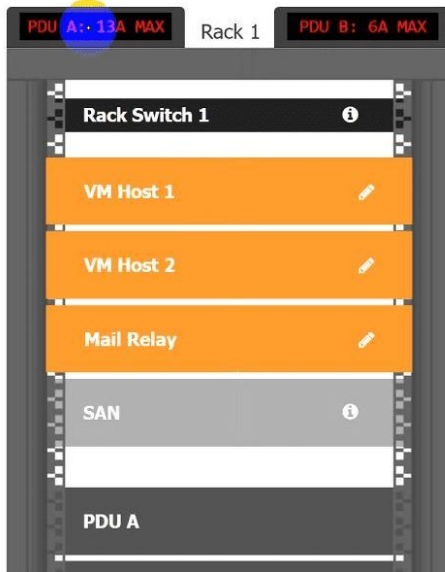 PDU A: 13A MAX
Rack 1
PDU B: 6A MAX
Rack Switch 1
VM Host 1
VM Host 2
Mail Relay
SAN
PDU A